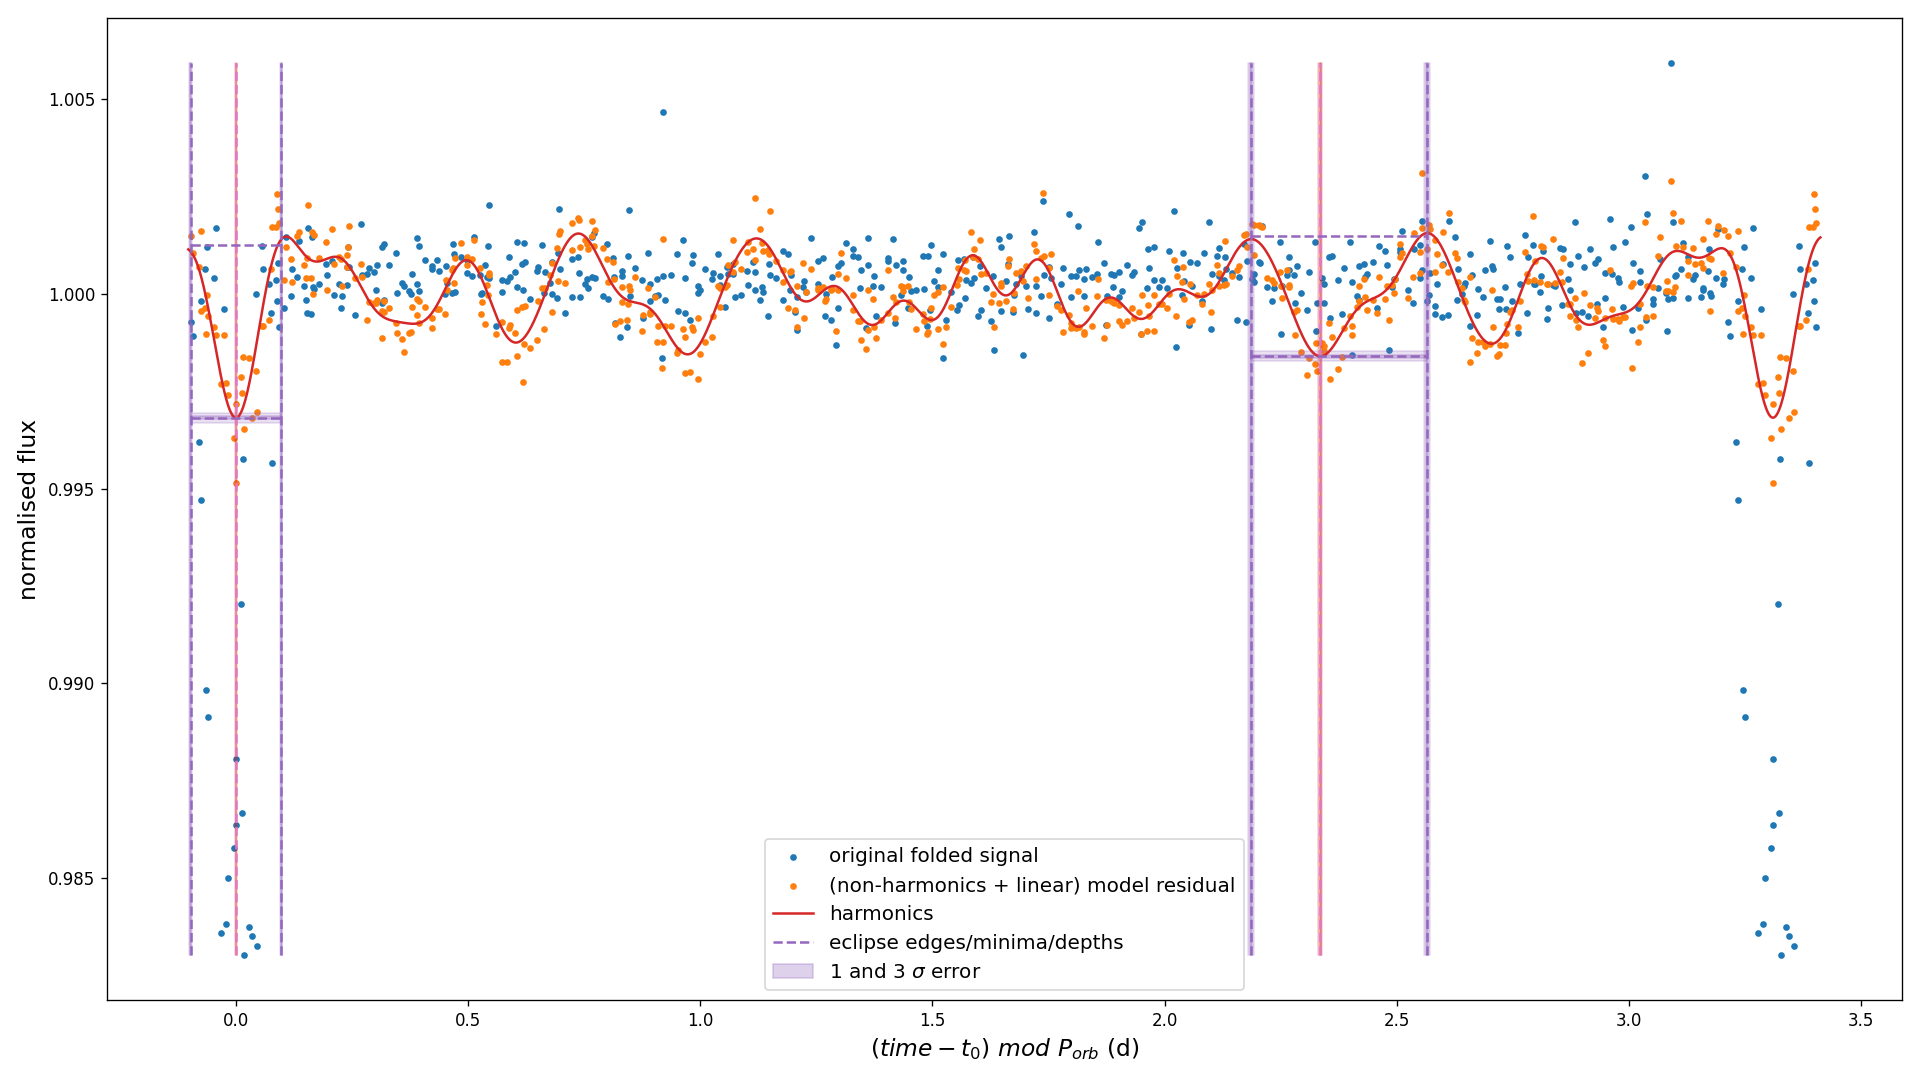 normalised flux
1.005
1.000
0.995
0.990
0.985
original folded signal
(non-harmonics + linear) model residual
harmonics
eclipse edges/minima/depths
1 and 3 σ error
0.0 0.5 1.0 1.5 2.0 2.5 3.0 3.5
(time − t₀) mod P_orb (d)